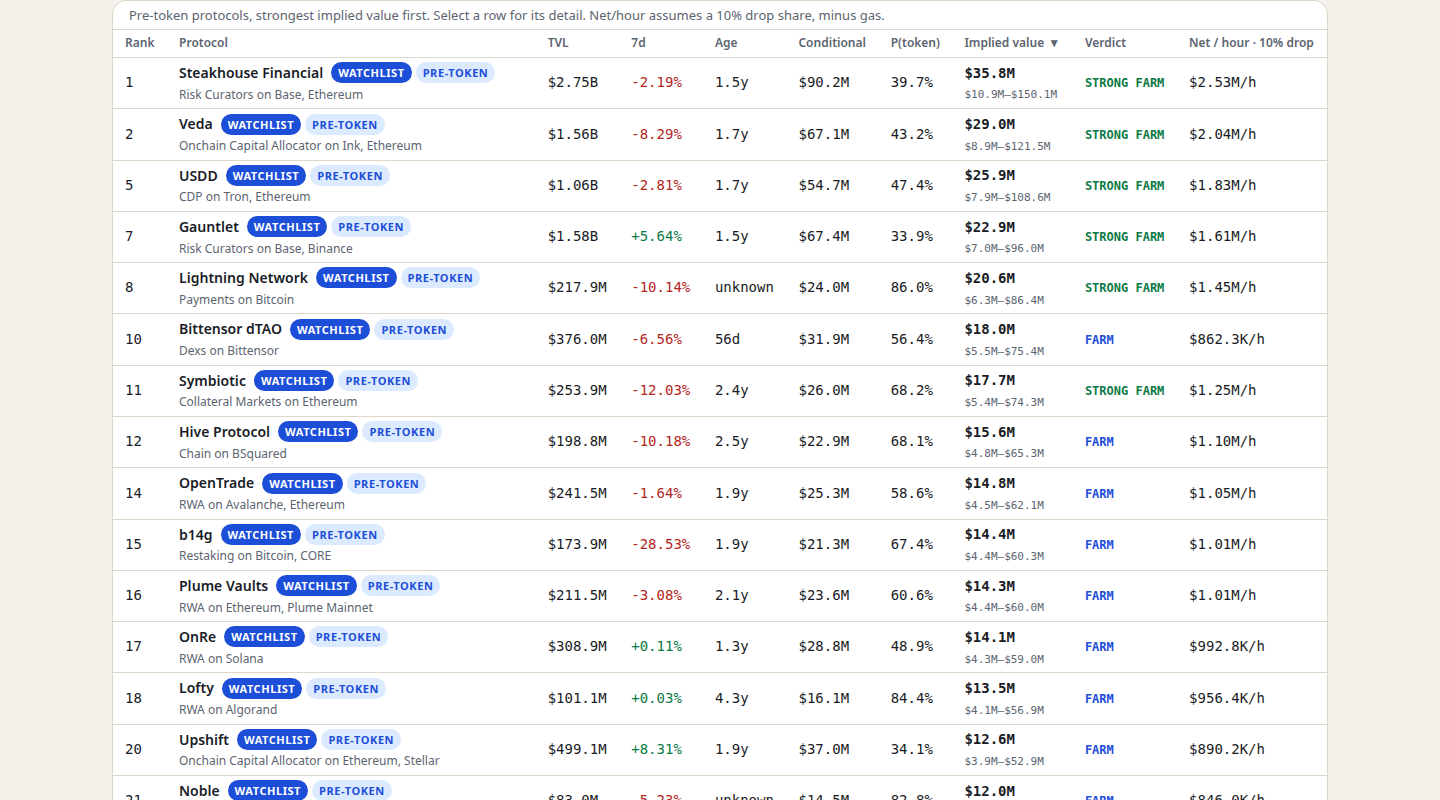 Pre-token protocols, strongest implied value first. Select a row for its detail. Net/hour assumes a 10% drop share, minus gas.
Rank Protocol TVL 7d Age Conditional P(token) Implied value ▼ Verdict Net / hour · 10% drop
1 Steakhouse Financial WATCHLIST PRE-TOKEN $2.75B -2.19% 1.5y $90.2M 39.7% $35.8M STRONG FARM $2.53M/h
Risk Curators on Base, Ethereum $10.9M–$150.1M
2 Veda WATCHLIST PRE-TOKEN $1.56B -8.29% 1.7y $67.1M 43.2% $29.0M STRONG FARM $2.04M/h
Onchain Capital Allocator on Ink, Ethereum $8.9M–$121.5M
5 USDD WATCHLIST PRE-TOKEN $1.06B -2.81% 1.7y $54.7M 47.4% $25.9M STRONG FARM $1.83M/h
CDP on Tron, Ethereum $7.9M–$108.6M
7 Gauntlet WATCHLIST PRE-TOKEN $1.58B +5.64% 1.5y $67.4M 33.9% $22.9M STRONG FARM $1.61M/h
Risk Curators on Base, Binance $7.0M–$96.0M
8 Lightning Network WATCHLIST PRE-TOKEN $217.9M -10.14% unknown $24.0M 86.0% $20.6M STRONG FARM $1.45M/h
Payments on Bitcoin $6.3M–$86.4M
10 Bittensor dTAO WATCHLIST PRE-TOKEN $376.0M -6.56% 56d $31.9M 56.4% $18.0M FARM $862.3K/h
Dexs on Bittensor $5.5M–$75.4M
11 Symbiotic WATCHLIST PRE-TOKEN $253.9M -12.03% 2.4y $26.0M 68.2% $17.7M STRONG FARM $1.25M/h
Collateral Markets on Ethereum $5.4M–$74.3M
12 Hive Protocol WATCHLIST PRE-TOKEN $198.8M -10.18% 2.5y $22.9M 68.1% $15.6M FARM $1.10M/h
Chain on BSquared $4.8M–$65.3M
14 OpenTrade WATCHLIST PRE-TOKEN $241.5M -1.64% 1.9y $25.3M 58.6% $14.8M FARM $1.05M/h
RWA on Avalanche, Ethereum $4.5M–$62.1M
15 b14g WATCHLIST PRE-TOKEN $173.9M -28.53% 1.9y $21.3M 67.4% $14.4M FARM $1.01M/h
Restaking on Bitcoin, CORE $4.4M–$60.3M
16 Plume Vaults WATCHLIST PRE-TOKEN $211.5M -3.08% 2.1y $23.6M 60.6% $14.3M FARM $1.01M/h
RWA on Ethereum, Plume Mainnet $4.4M–$60.0M
17 OnRe WATCHLIST PRE-TOKEN $308.9M +0.11% 1.3y $28.8M 48.9% $14.1M FARM $992.8K/h
RWA on Solana $4.3M–$59.0M
18 Lofty WATCHLIST PRE-TOKEN $101.1M +0.03% 4.3y $16.1M 84.4% $13.5M FARM $956.4K/h
RWA on Algorand $4.1M–$56.9M
20 Upshift WATCHLIST PRE-TOKEN $499.1M +8.31% 1.9y $37.0M 34.1% $12.6M FARM $890.2K/h
Onchain Capital Allocator on Ethereum, Stellar $3.9M–$52.9M
21 Noble WATCHLIST PRE-TOKEN $83.0M -5.23% unknown $14.5M 82.8% $12.0M FARM $846.0K/h